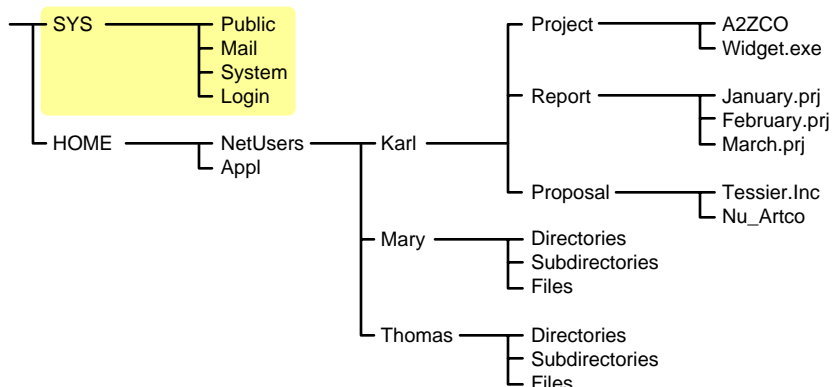 SYS Public Project A2ZCO
Mail Widget.exe
System
Login Report January.prj
February.prj
HOME NetUsers Karl March.prj
Appl
Proposal Tessier.Inc
Nu_Artco
Mary Directories
Subdirectories
Files
Thomas Directories
Subdirectories
Files